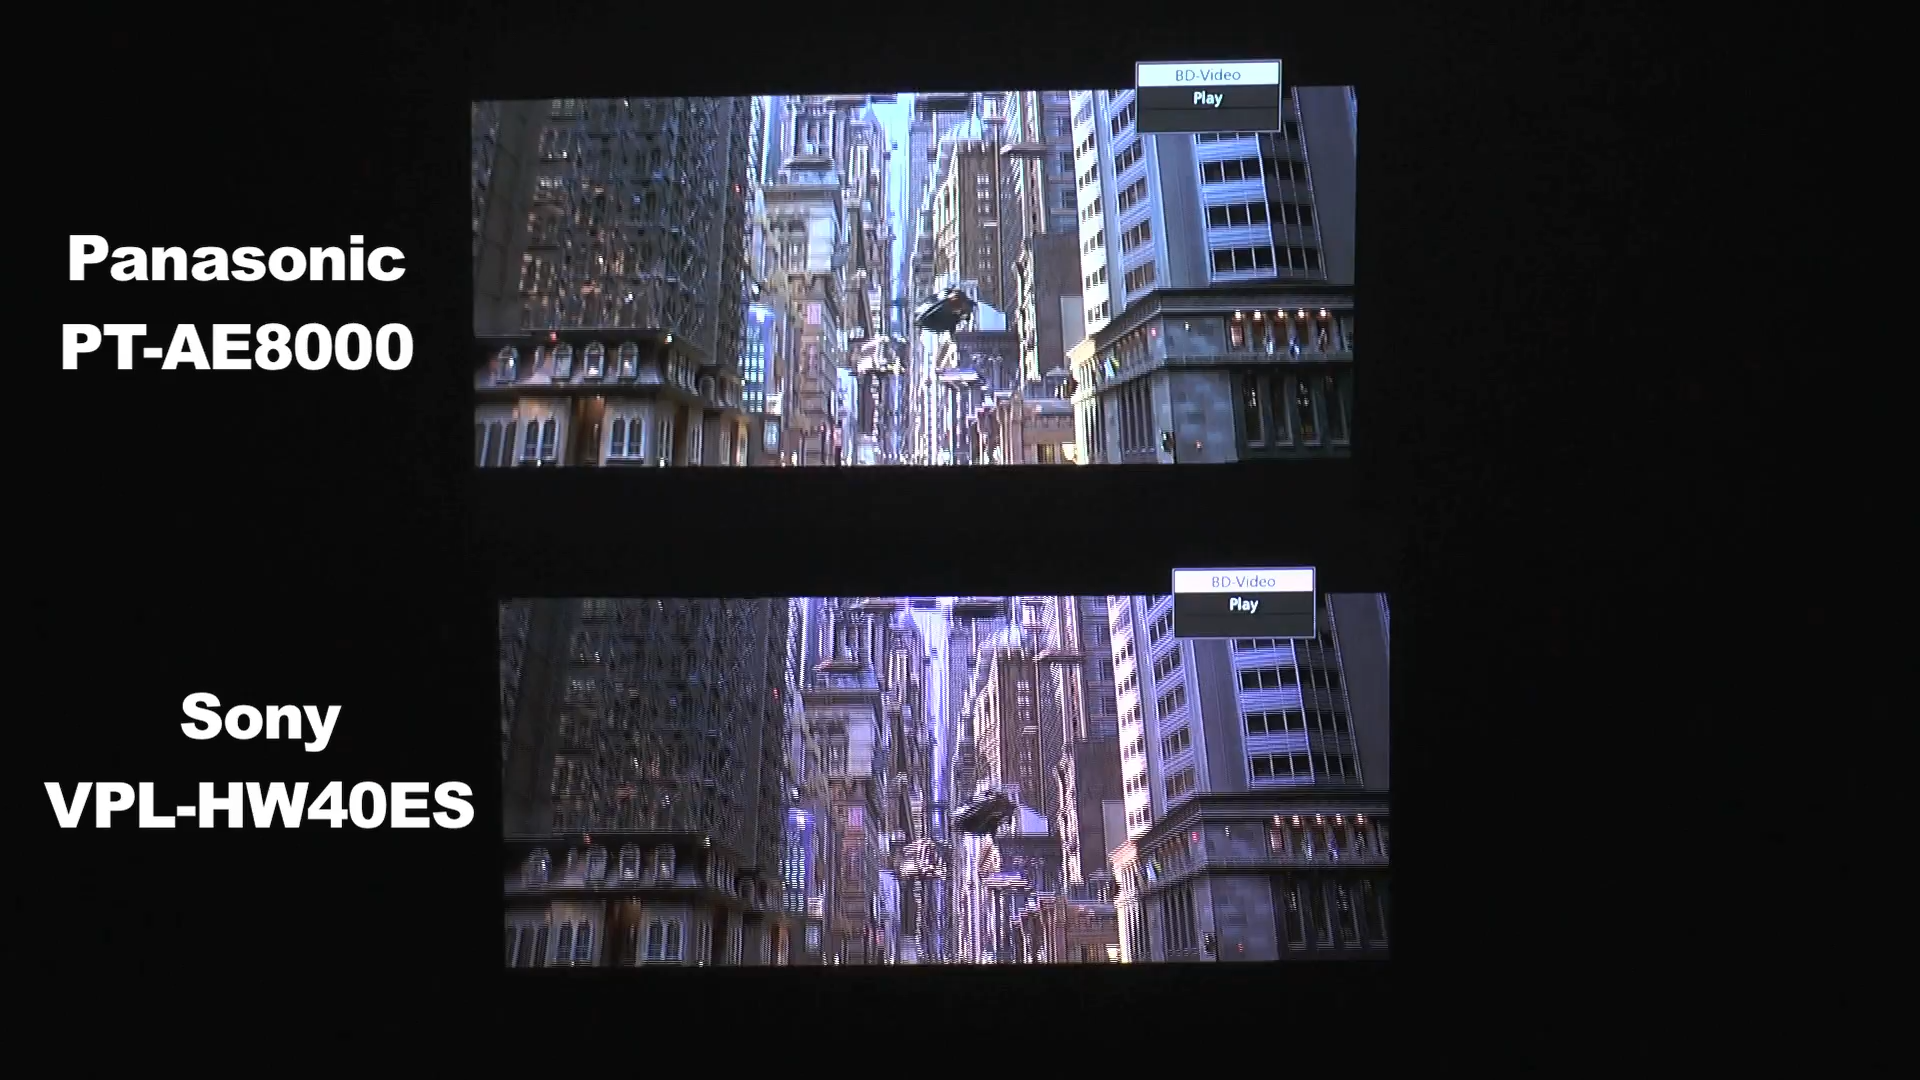 BD-Video
Play
Panasonic
PT-AE8000
BD-Video
Play
Sony
VPL-HW40ES